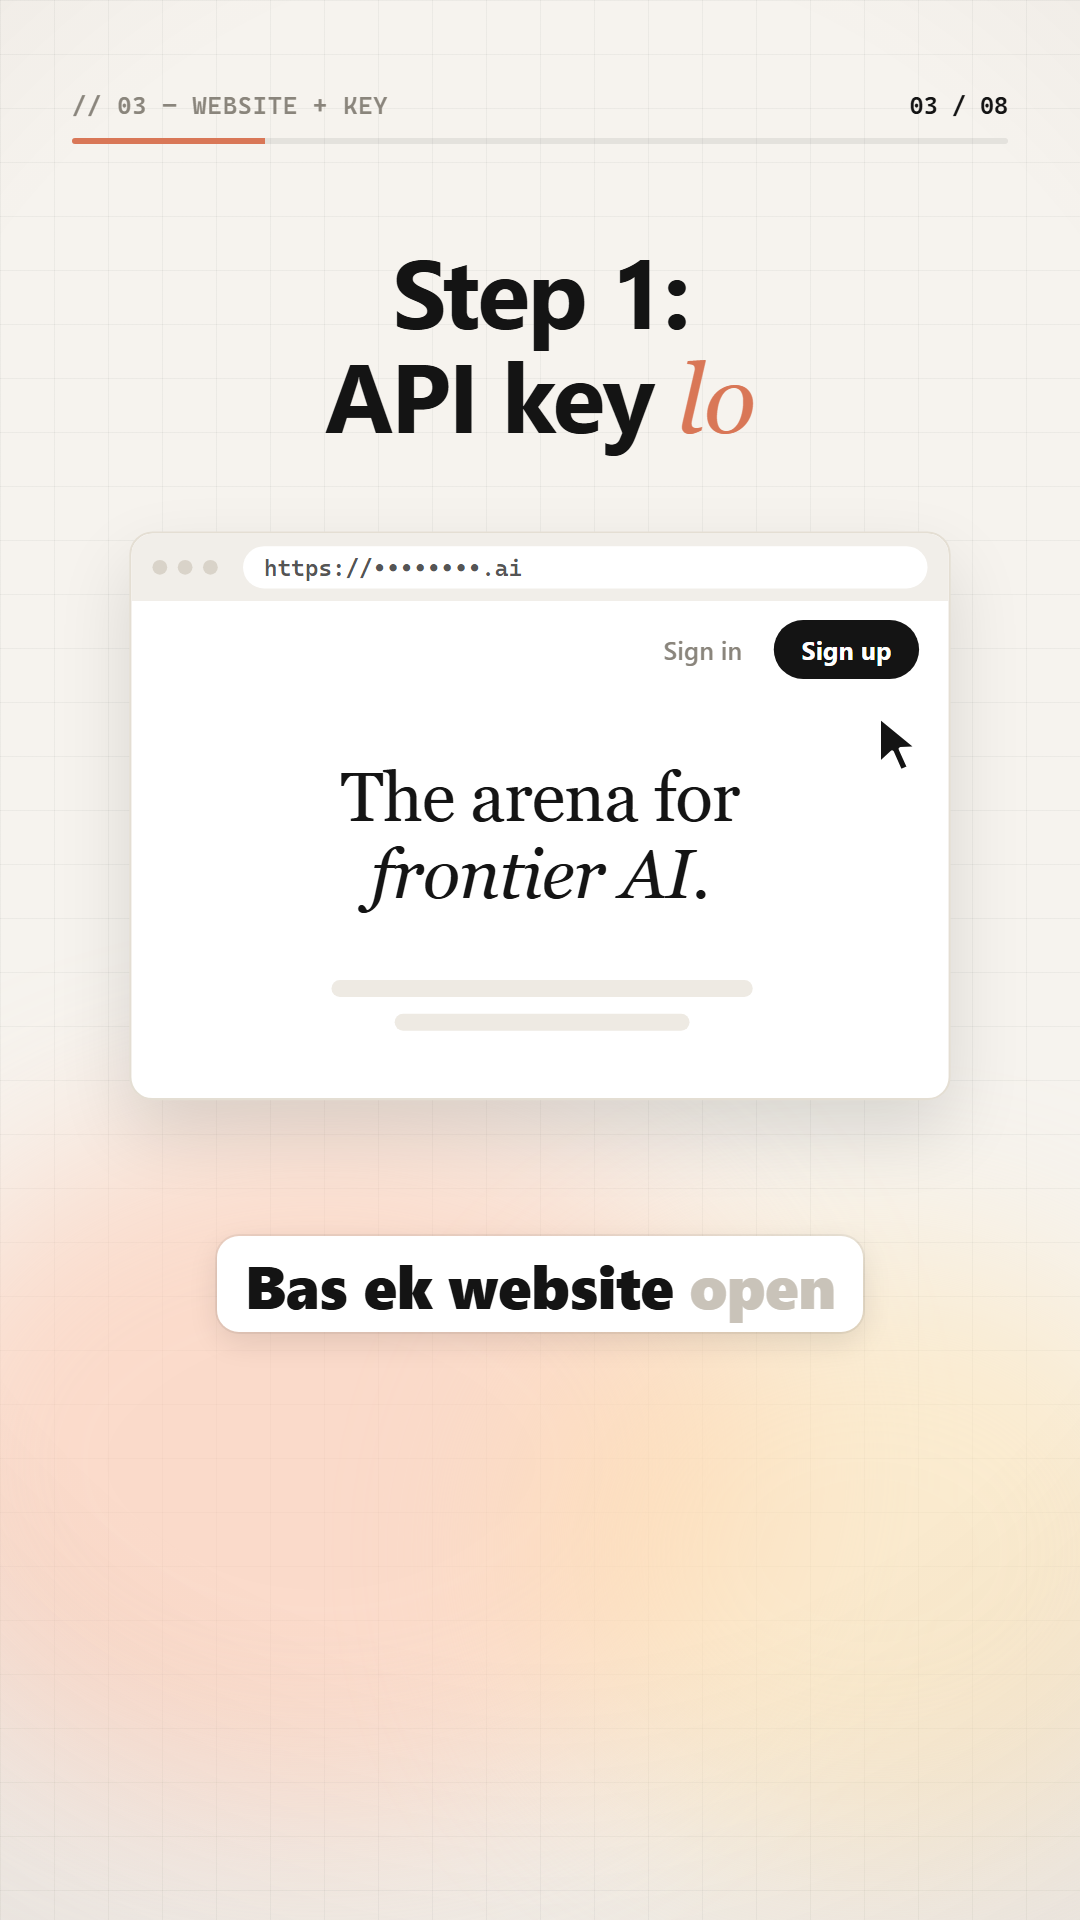 // 03 — WEBSITE + KEY
03 / 08
Step 1:
API key lo
https://••••••••.ai
Sign in
Sign up
The arena for
frontier AI.
Bas ek website open